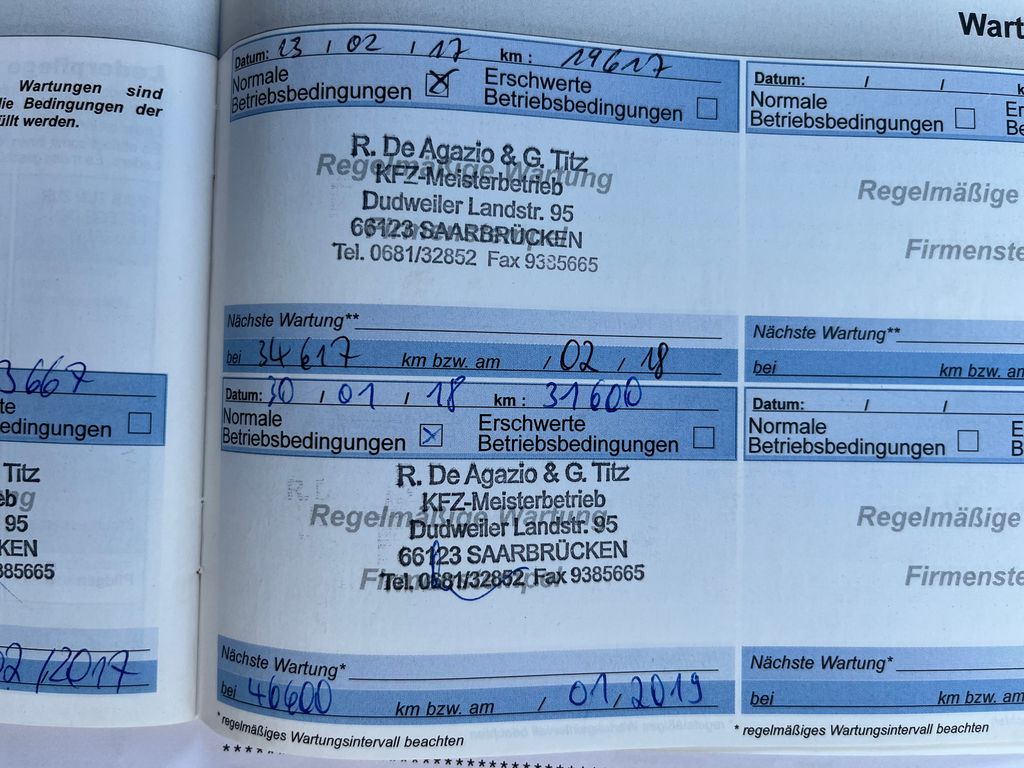 Wartungen sind
die Bedingungen der
füllt werden.
3667
te
edingungen
Titz
95
KEN
385665
02/2017
Datum: 23 / 02 / 17 km: 19617
Normale Erschwerte
Betriebsbedingungen Betriebsbedingungen
R. De Agazio & G. Titz
Regelmäßige Wartung
KFZ-Meisterbetrieb
Dudweiler Landstr. 95
66123 SAARBRÜCKEN
Tel. 0681/32852 Fax 9385665
Nächste Wartung**
bei 34617 km bzw. am / 02 / 18
Datum: 30 / 01 / 18 km: 31600
Normale Erschwerte
Betriebsbedingungen Betriebsbedingungen
R. De Agazio & G. Titz
KFZ-Meisterbetrieb
Regelmäßige Wartung
Dudweiler Landstr. 95
66123 SAARBRÜCKEN
Tel. 0681/32852 Fax 9385665
Nächste Wartung*
bei 46600 km bzw. am / 01/2019
* regelmäßiges Wartungsintervall beachten
Wart
Datum: / / k
Normale Er
Betriebsbedingungen Be
Regelmäßige
Firmenste
Nächste Wartung**
bei km bzw. am
Datum: / /
Normale E
Betriebsbedingungen B
Regelmäßige
Firmenste
Nächste Wartung*
bei km bzw. am
* regelmäßiges Wartungsintervall beachten